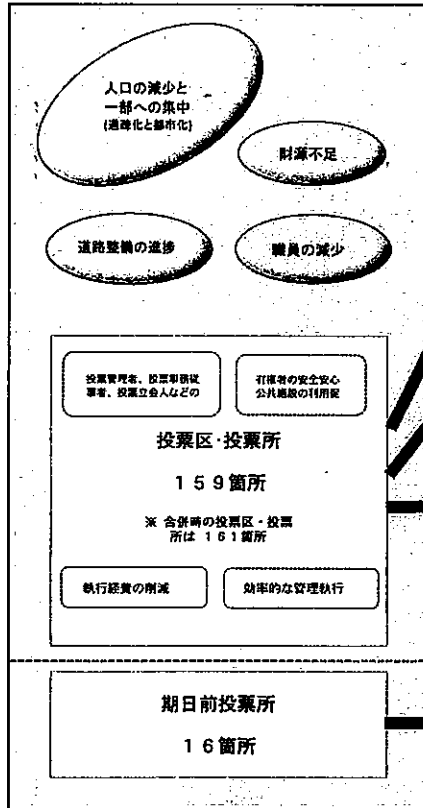 人口の減少と
一部への集中
(過疎化と都市化)
財源不足
道路整備の進捗
職員の減少
投票管理者、投票事務従
事者、投票立会人などの
有権者の安全安心
公共施設の利用促
投票区・投票所
159箇所
※ 合併時の投票区・投票
所は 161箇所
執行経費の削減
効率的な管理執行
期日前投票所
16箇所